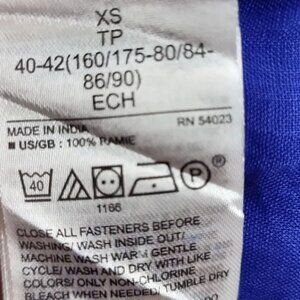 XS
TP
40-42(160/175-80/84-
86/90)
ECH
MADE IN INDIA
RN 54023
■ US/GB : 100% RAMIE
40
P
1166
CLOSE ALL FASTENERS BEFORE
WASHING/ WASH INSIDE OUT/
MACHINE WASH WARM GENTLE
CYCLE/ WASH AND DRY WITH LIKE
COLORS/ ONLY NON-CHLORINE
BLEACH WHEN NEEDED/ TUMBLE DRY